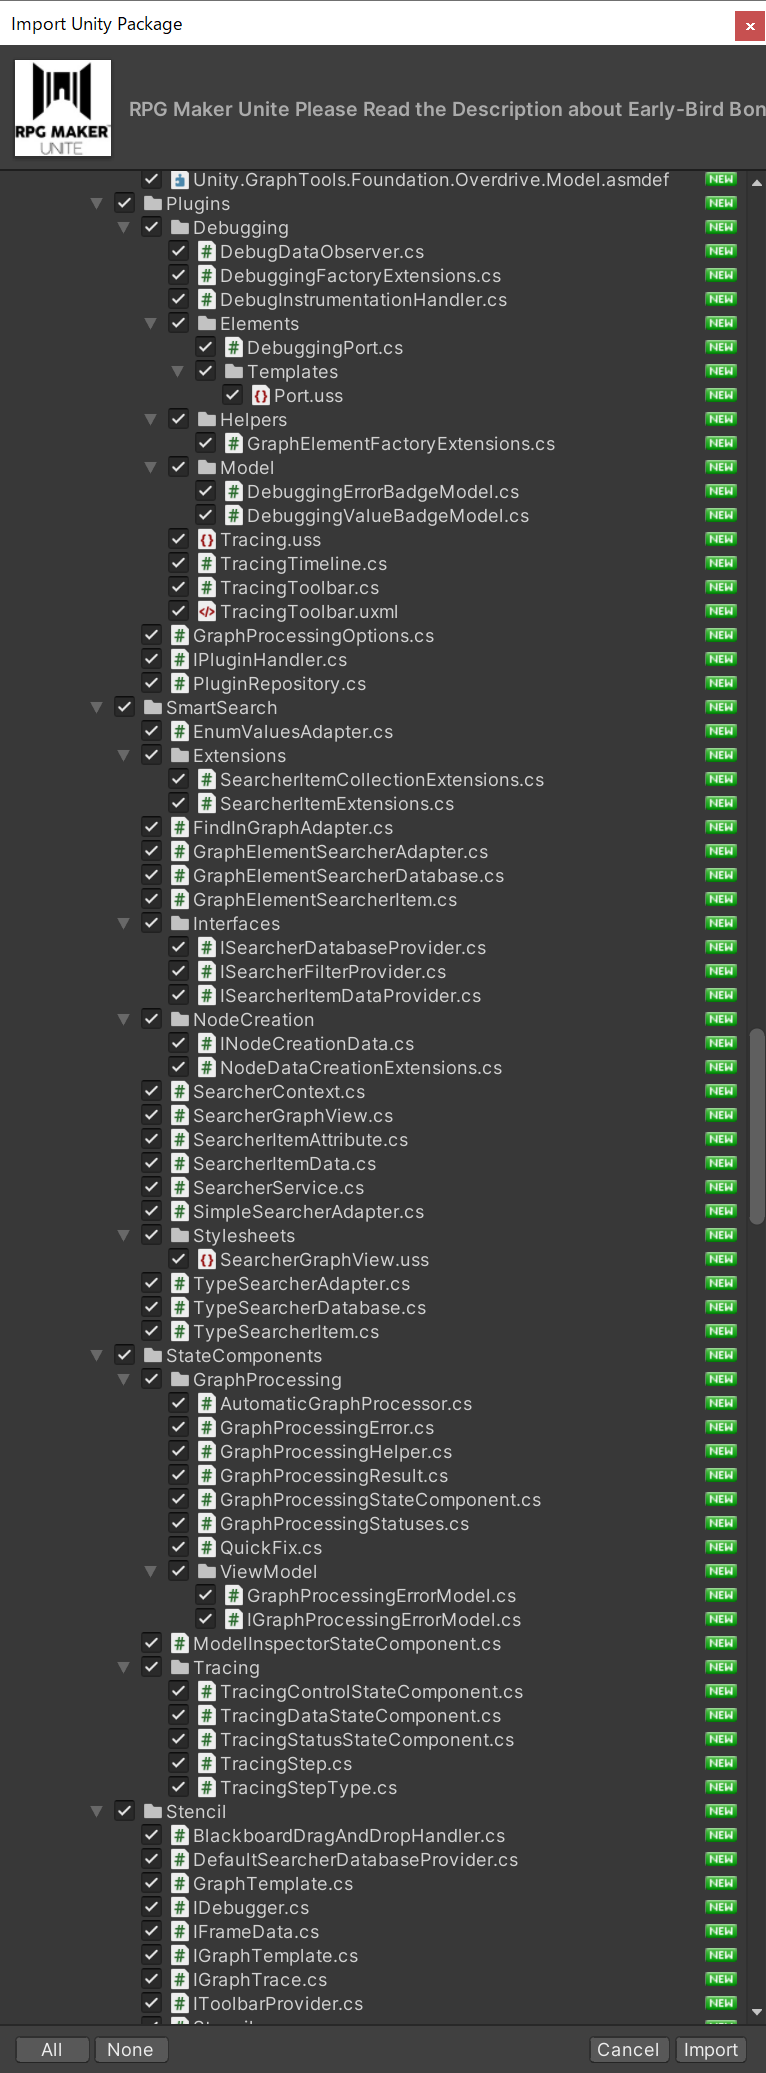 Import Unity Package
x
RPG MAKER
UNITE
RPG Maker Unite Please Read the Description about Early-Bird Bon
Unity.GraphTools.Foundation.Overdrive.Model.asmdef NEW
Plugins NEW
Debugging NEW
# DebugDataObserver.cs NEW
# DebuggingFactoryExtensions.cs NEW
# DebugInstrumentationHandler.cs NEW
Elements NEW
# DebuggingPort.cs NEW
Templates NEW
{} Port.uss NEW
Helpers NEW
# GraphElementFactoryExtensions.cs NEW
Model NEW
# DebuggingErrorBadgeModel.cs NEW
# DebuggingValueBadgeModel.cs NEW
{} Tracing.uss NEW
# TracingTimeline.cs NEW
# TracingToolbar.cs NEW
</> TracingToolbar.uxml NEW
# GraphProcessingOptions.cs NEW
# IPluginHandler.cs NEW
# PluginRepository.cs NEW
SmartSearch NEW
# EnumValuesAdapter.cs NEW
Extensions NEW
# SearcherItemCollectionExtensions.cs NEW
# SearcherItemExtensions.cs NEW
# FindInGraphAdapter.cs NEW
# GraphElementSearcherAdapter.cs NEW
# GraphElementSearcherDatabase.cs NEW
# GraphElementSearcherItem.cs NEW
Interfaces NEW
# ISearcherDatabaseProvider.cs NEW
# ISearcherFilterProvider.cs NEW
# ISearcherItemDataProvider.cs NEW
NodeCreation NEW
# INodeCreationData.cs NEW
# NodeDataCreationExtensions.cs NEW
# SearcherContext.cs NEW
# SearcherGraphView.cs NEW
# SearcherItemAttribute.cs NEW
# SearcherItemData.cs NEW
# SearcherService.cs NEW
# SimpleSearcherAdapter.cs NEW
Stylesheets NEW
{} SearcherGraphView.uss NEW
# TypeSearcherAdapter.cs NEW
# TypeSearcherDatabase.cs NEW
# TypeSearcherItem.cs NEW
StateComponents NEW
GraphProcessing NEW
# AutomaticGraphProcessor.cs NEW
# GraphProcessingError.cs NEW
# GraphProcessingHelper.cs NEW
# GraphProcessingResult.cs NEW
# GraphProcessingStateComponent.cs NEW
# GraphProcessingStatuses.cs NEW
# QuickFix.cs NEW
ViewModel NEW
# GraphProcessingErrorModel.cs NEW
# IGraphProcessingErrorModel.cs NEW
# ModelInspectorStateComponent.cs NEW
Tracing NEW
# TracingControlStateComponent.cs NEW
# TracingDataStateComponent.cs NEW
# TracingStatusStateComponent.cs NEW
# TracingStep.cs NEW
# TracingStepType.cs NEW
Stencil NEW
# BlackboardDragAndDropHandler.cs NEW
# DefaultSearcherDatabaseProvider.cs NEW
# GraphTemplate.cs NEW
# IDebugger.cs NEW
# IFrameData.cs NEW
# IGraphTemplate.cs NEW
# IGraphTrace.cs NEW
# IToolbarProvider.cs NEW
All None Cancel Import